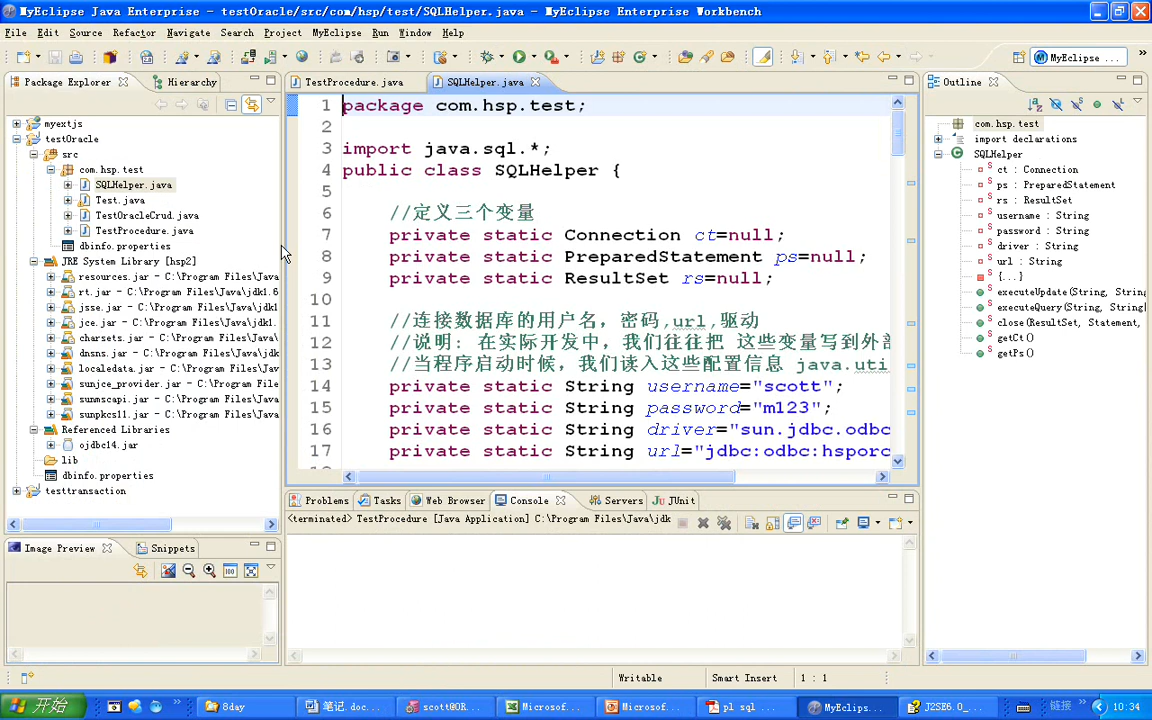 MyEclipse Java Enterprise - testOracle/src/com/hsp/test/SQLHelper.java - MyEclipse Enterprise Workbench
File Edit Source Refactor Navigate Search Project MyEclipse Run Window Help
MyEclipse ...
Package Explorer Hierarchy
myextjs
testOracle
src
com.hsp.test
SQLHelper.java
Test.java
TestOracleCrud.java
TestProcedure.java
dbinfo.properties
JRE System Library [hsp2]
resources.jar - C:\Program Files\Java
rt.jar - C:\Program Files\Java\jdk1.6
jsse.jar - C:\Program Files\Java\jdk1
jce.jar - C:\Program Files\Java\jdk1.
charsets.jar - C:\Program Files\Java
dnsns.jar - C:\Program Files\Java\jdk
localedata.jar - C:\Program Files\Jav
sunjce_provider.jar - C:\Program File
sunmscapi.jar - C:\Program Files\Java
sunpkcs11.jar - C:\Program Files\Java
Referenced Libraries
ojdbc14.jar
lib
dbinfo.properties
testtransaction
Image Preview Snippets
TestProcedure.java SQLHelper.java
1 package com.hsp.test;
2
3 import java.sql.*;
4 public class SQLHelper {
5
6 //定义三个变量
7 private static Connection ct=null;
8 private static PreparedStatement ps=null;
9 private static ResultSet rs=null;
10
11 //连接数据库的用户名，密码,url,驱动
12 //说明: 在实际开发中，我们往往把 这些变量写到外部
13 //当程序启动时候，我们读入这些配置信息 java.uti
14 private static String username="scott";
15 private static String password="m123";
16 private static String driver="sun.jdbc.odbc
17 private static String url="jdbc:odbc:hsporc
Problems Tasks Web Browser Console Servers JUnit
<terminated> TestProcedure [Java Application] C:\Program Files\Java\jdk
Outline
com.hsp.test
import declarations
SQLHelper
ct : Connection
ps : PreparedStatement
rs : ResultSet
username : String
password : String
driver : String
url : String
{...}
executeUpdate(String, String
executeQuery(String, String[
close(ResultSet, Statement,
getCt()
getPs()
Writable Smart Insert 1 : 1
开始 8day 笔记.doc... scott@OR... Microsof... Microsof... pl sql ... MyEclips... J2SE6.0_... 链接 10:34